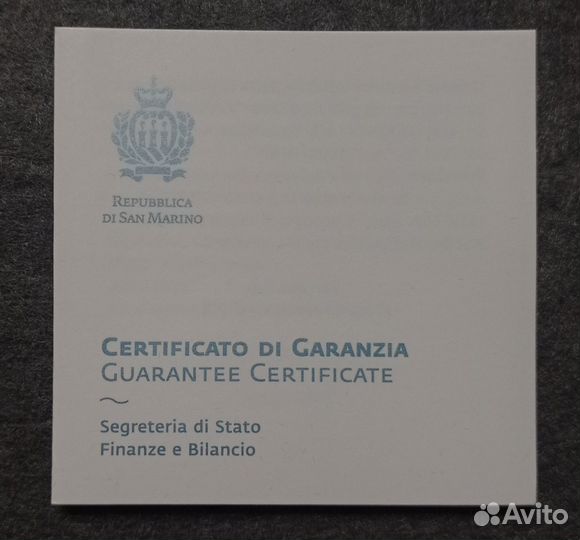 REPUBBLICA
DI SAN MARINO
CERTIFICATO DI GARANZIA
GUARANTEE CERTIFICATE
~
Segreteria di Stato
Finanze e Bilancio
Avito